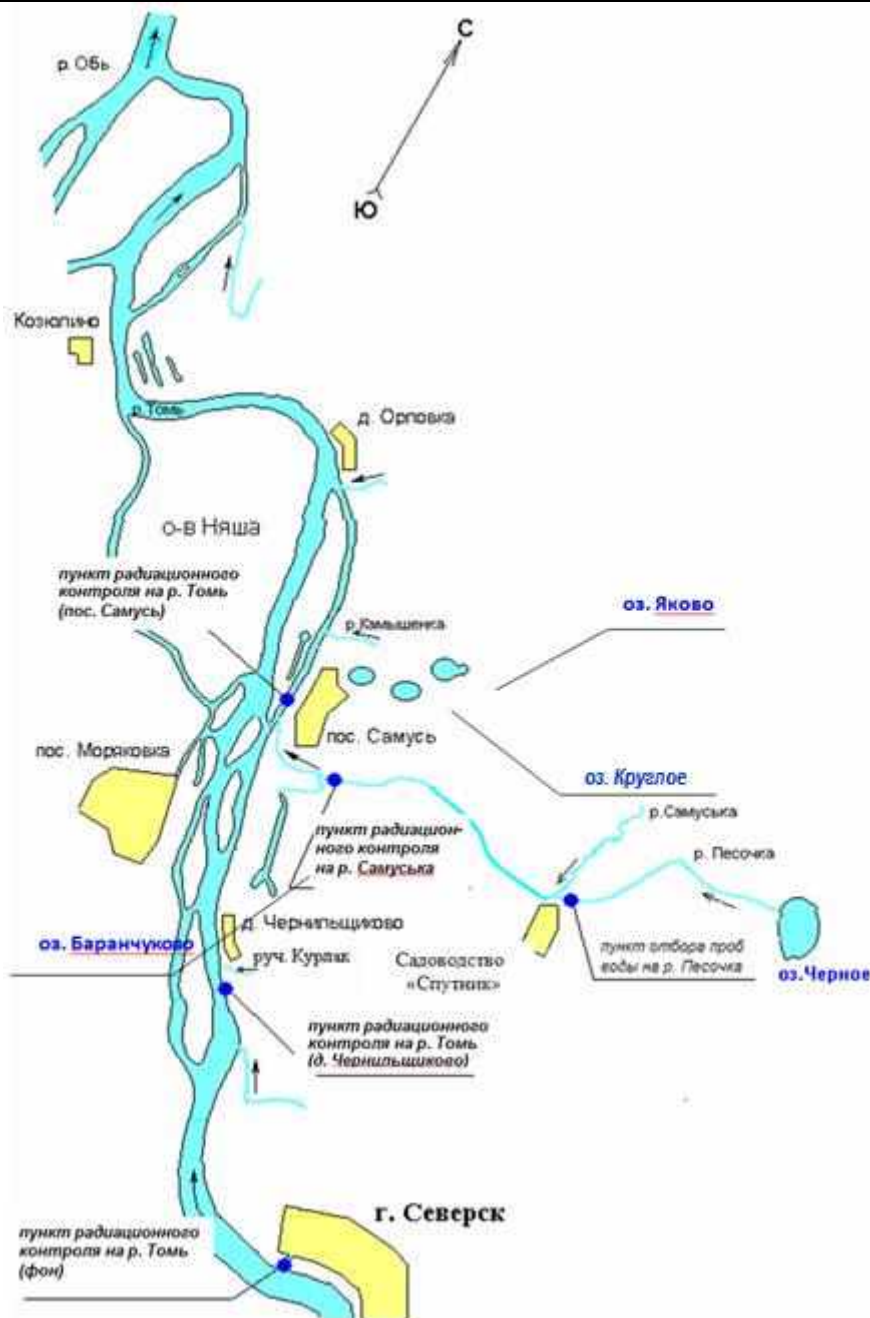 С
р. Обь
Ю
Козюлино
р. Томь
д. Орловка
о-в Няша
пункт радиационного
контроля на р. Томь
(пос. Самусь)
оз. Яково
р.Камышенка
пос. Самусь
пос. Моряковка
оз. Круглое
р.Самуська
пункт радиацион-
ного контроля
на р. Самуська
р. Песочка
д. Чернильщиково
оз. Баранчуково
руч. Курлак
Садоводство
«Спутник»
пункт отбора проб
воды на р. Песочка
оз.Черное
пункт радиационного
контроля на р. Томь
(д. Чернильщиково)
г. Северск
пункт радиационного
контроля на р. Томь
(фон)